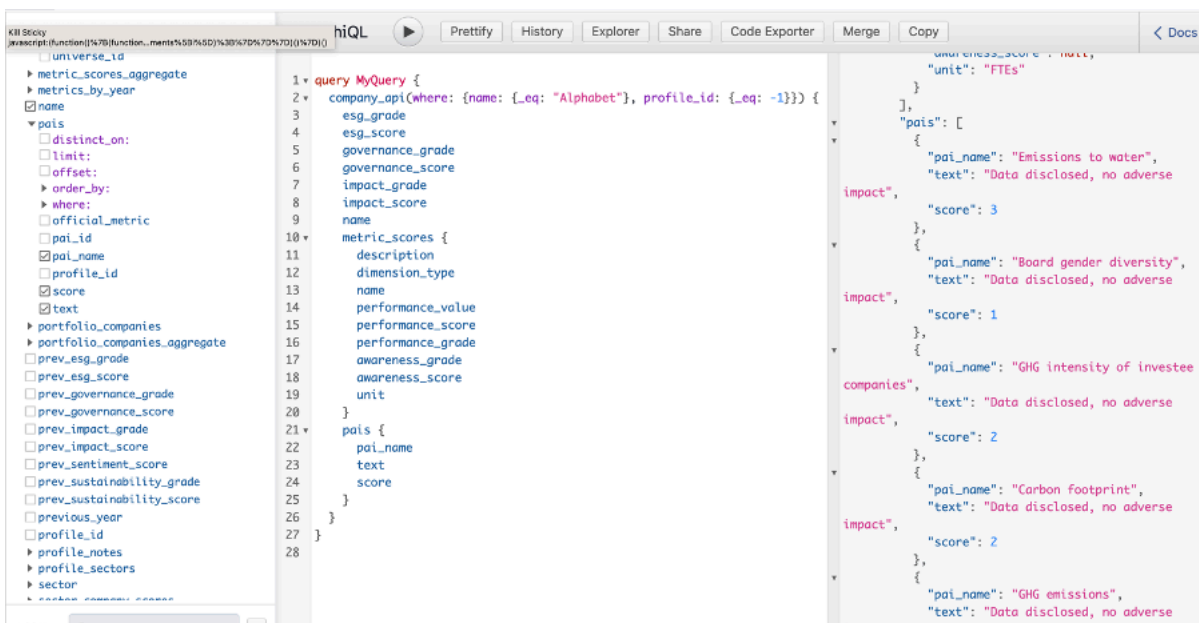 Kill Sticky
javascript:(function()%7B(function...ments%5Bi%5D)%3B%7D%7D%7D)()%7D)()
hiQL
Prettify
History
Explorer
Share
Code Exporter
Merge
Copy
< Docs
universe_id
metric_scores_aggregate
metrics_by_year
name
pais
distinct_on:
limit:
offset:
order_by:
where:
official_metric
pai_id
pai_name
profile_id
score
text
portfolio_companies
portfolio_companies_aggregate
prev_esg_grade
prev_esg_score
prev_governance_grade
prev_governance_score
prev_impact_grade
prev_impact_score
prev_sentiment_score
prev_sustainability_grade
prev_sustainability_score
previous_year
profile_id
profile_notes
profile_sectors
sector
sector_company_scores
1 query MyQuery {
2 company_api(where: {name: {_eq: "Alphabet"}, profile_id: {_eq: -1}}) {
3 esg_grade
4 esg_score
5 governance_grade
6 governance_score
7 impact_grade
8 impact_score
9 name
10 metric_scores {
11 description
12 dimension_type
13 name
14 performance_value
15 performance_score
16 performance_grade
17 awareness_grade
18 awareness_score
19 unit
20 }
21 pais {
22 pai_name
23 text
24 score
25 }
26 }
27 }
28
"awareness_score": null,
"unit": "FTEs"
}
],
"pais": [
{
"pai_name": "Emissions to water",
"text": "Data disclosed, no adverse
impact",
"score": 3
},
{
"pai_name": "Board gender diversity",
"text": "Data disclosed, no adverse
impact",
"score": 1
},
{
"pai_name": "GHG intensity of investee
companies",
"text": "Data disclosed, no adverse
impact",
"score": 2
},
{
"pai_name": "Carbon footprint",
"text": "Data disclosed, no adverse
impact",
"score": 2
},
{
"pai_name": "GHG emissions",
"text": "Data disclosed, no adverse